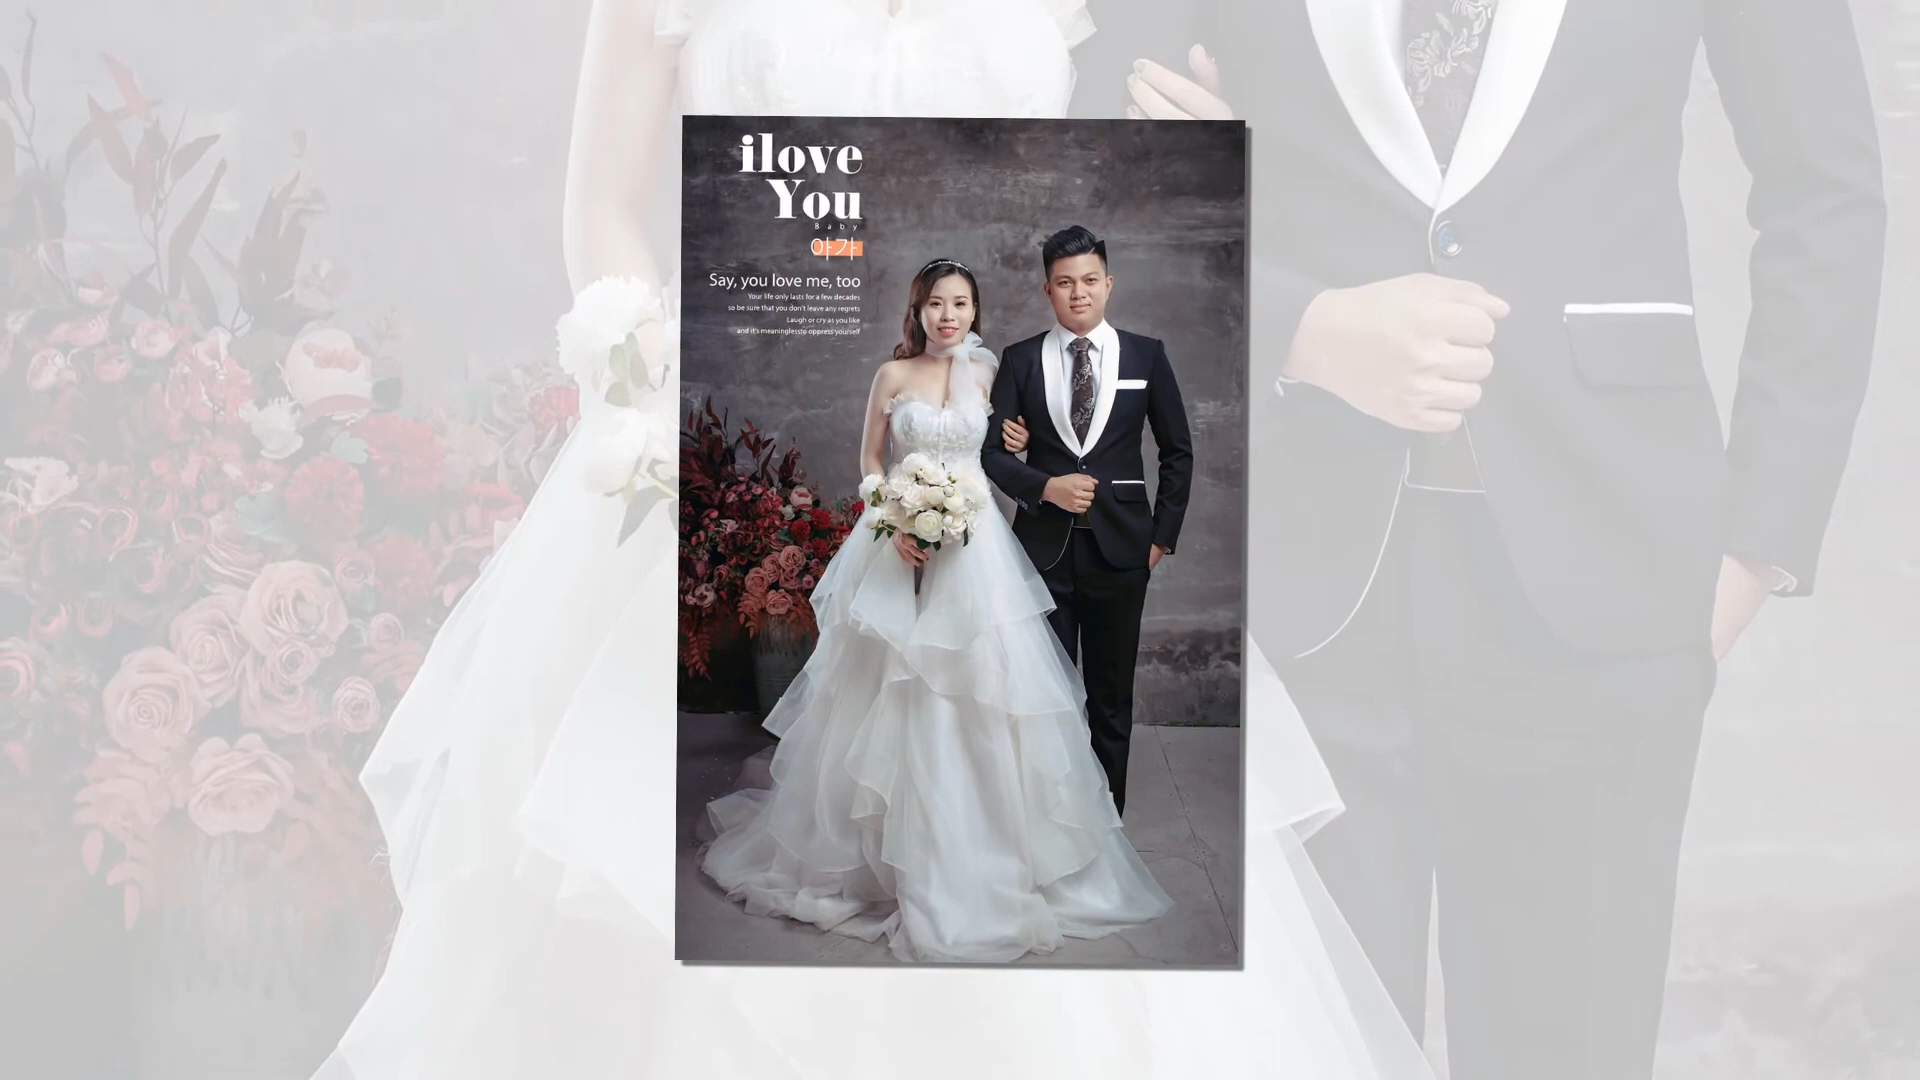 ilove
You
Baby
아가
Say, you love me, too
Your life only lasts for a few decades
so be sure that you don't leave any regrets
Laugh or cry as you like
and it's meaninglessto oppress yourself